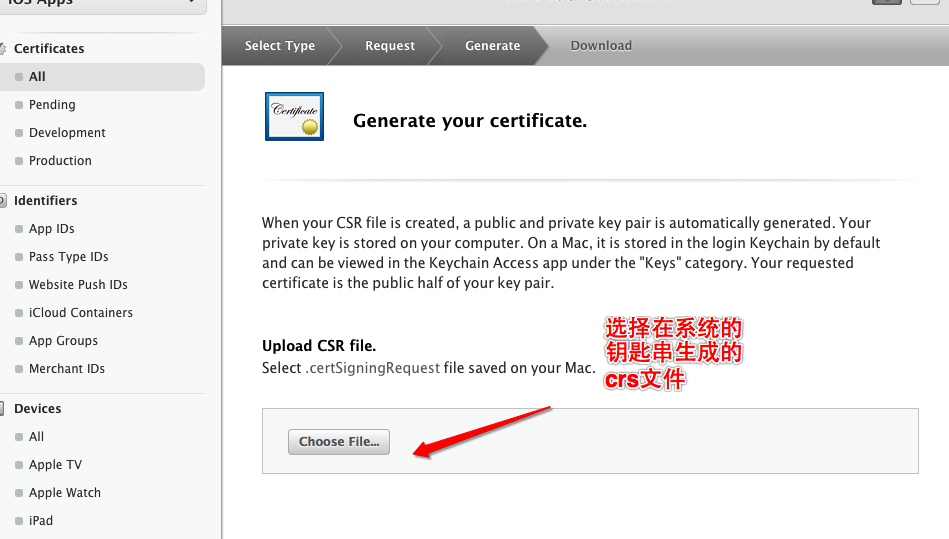 iOS Apps
Certificates
All
Pending
Development
Production
Identifiers
App IDs
Pass Type IDs
Website Push IDs
iCloud Containers
App Groups
Merchant IDs
Devices
All
Apple TV
Apple Watch
iPad
Select Type
Request
Generate
Download
Certificate
Generate your certificate.
When your CSR file is created, a public and private key pair is automatically generated. Your
private key is stored on your computer. On a Mac, it is stored in the login Keychain by default
and can be viewed in the Keychain Access app under the "Keys" category. Your requested
certificate is the public half of your key pair.
Upload CSR file.
Select .certSigningRequest file saved on your Mac.
选择在系统的
钥匙串生成的
crs文件
Choose File...